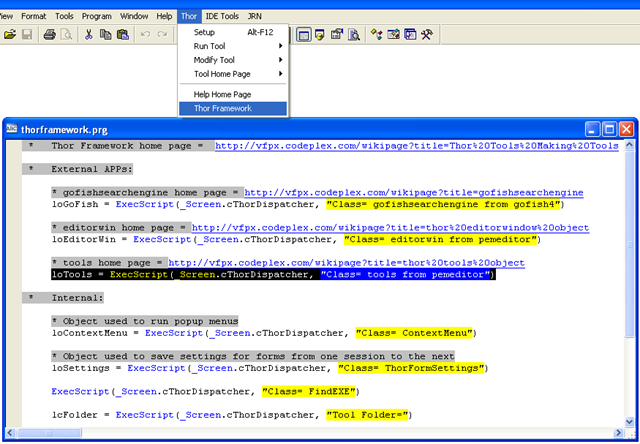 View Format Tools Program Window Help Thor IDE Tools JRN
Setup Alt-F12
Run Tool
Modify Tool
Tool Home Page
Help Home Page
Thor Framework
thorframework.prg
* Thor Framework home page = http://vfpx.codeplex.com/wikipage?title=Thor%20Tools%20Making%20Tools
* External APPs:
* gofishsearchengine home page = http://vfpx.codeplex.com/wikipage?title=gofishsearchengine
loGoFish = ExecScript(_Screen.cThorDispatcher, "Class= gofishsearchengine from gofish4")
* editorwin home page = http://vfpx.codeplex.com/wikipage?title=thor%20editorwindow%20object
loEditorWin = ExecScript(_Screen.cThorDispatcher, "Class= editorwin from pemeditor")
* tools home page = http://vfpx.codeplex.com/wikipage?title=thor%20tools%20object
loTools = ExecScript(_Screen.cThorDispatcher, "Class= tools from pemeditor")
* Internal:
* Object used to run popup menus
loContextMenu = ExecScript(_Screen.cThorDispatcher, "Class= ContextMenu")
* Object used to save settings for forms from one session to the next
loSettings = ExecScript(_Screen.cThorDispatcher, "Class= ThorFormSettings")
ExecScript(_Screen.cThorDispatcher, "Class= FindEXE")
lcFolder = ExecScript(_Screen.cThorDispatcher, "Tool Folder=")